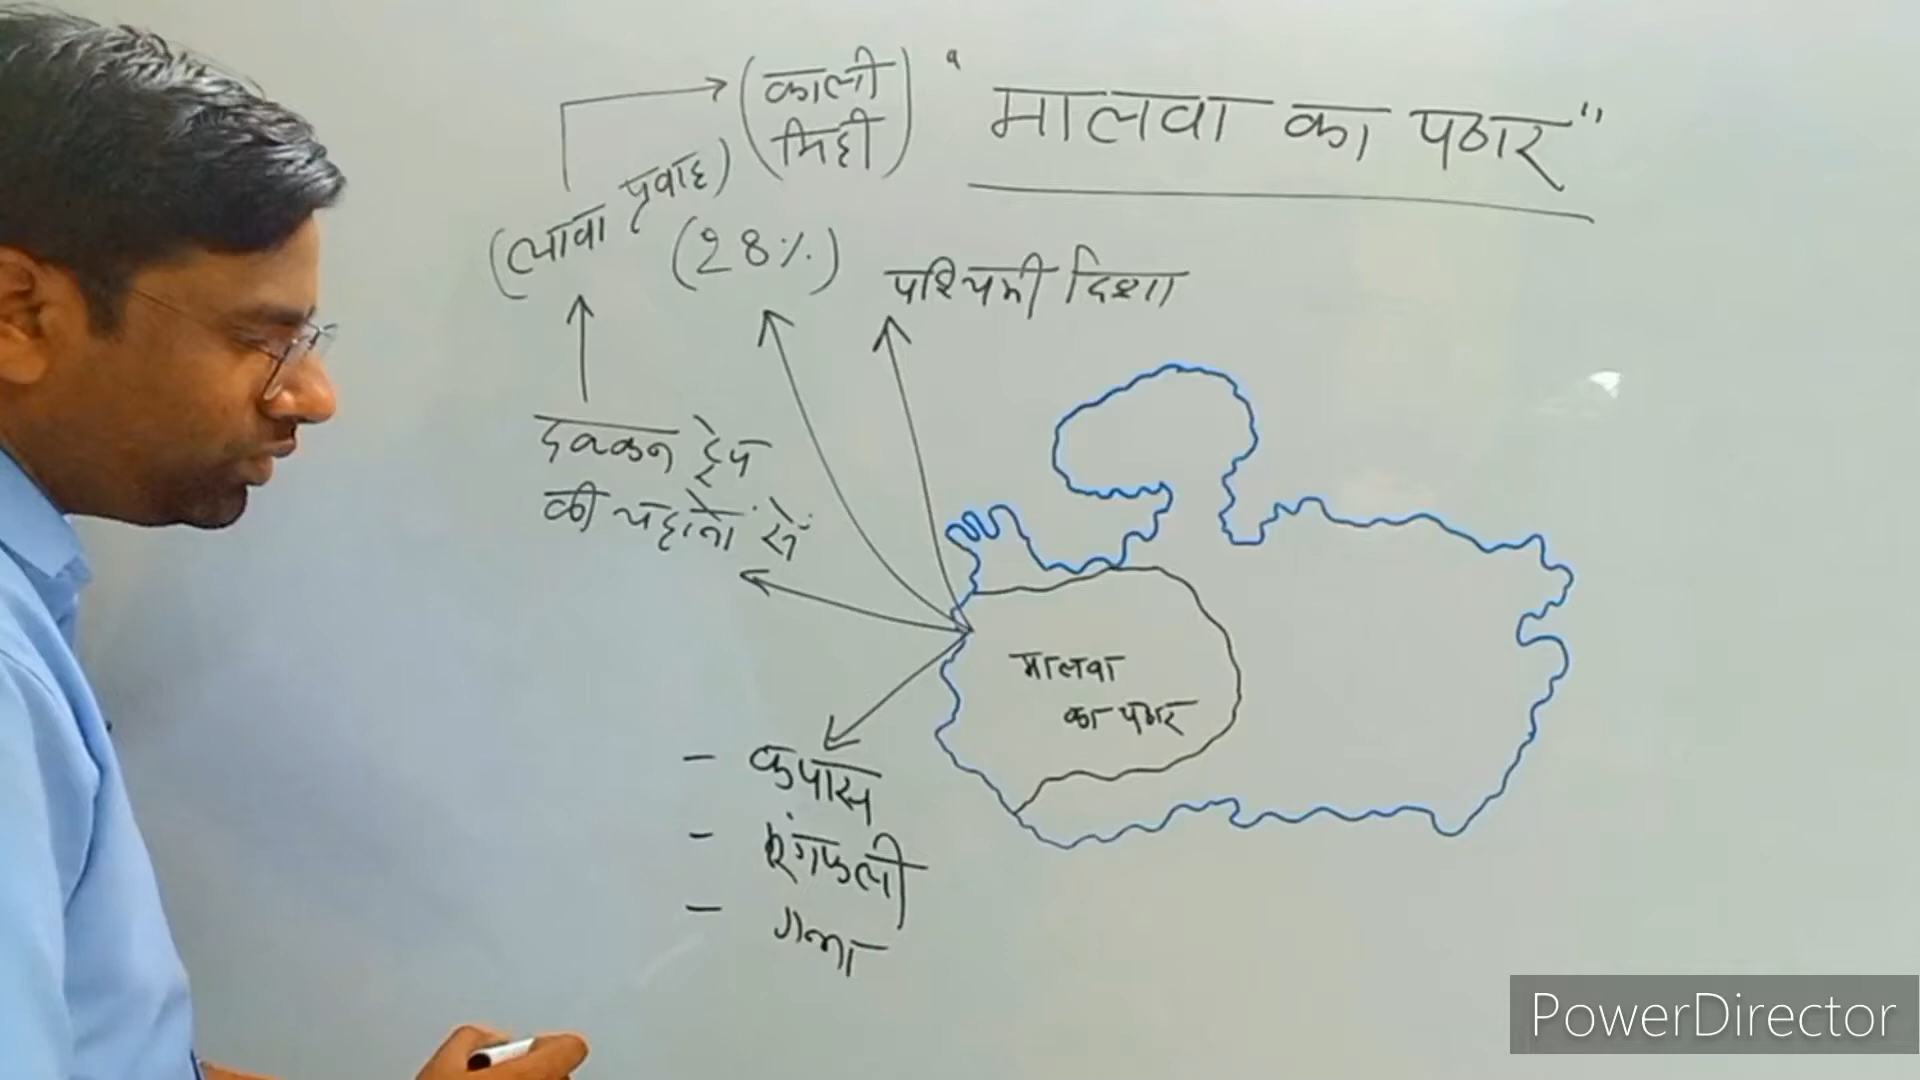 "मालवा का पठार"
(काली
मिट्टी)
(लावा प्रवाह)
(28%)
पश्चिमी दिशा
दक्कन ट्रेप
की चट्टानों से
मालवा
का पठार
- कपास
- मूंगफली
- गन्ना
PowerDirector